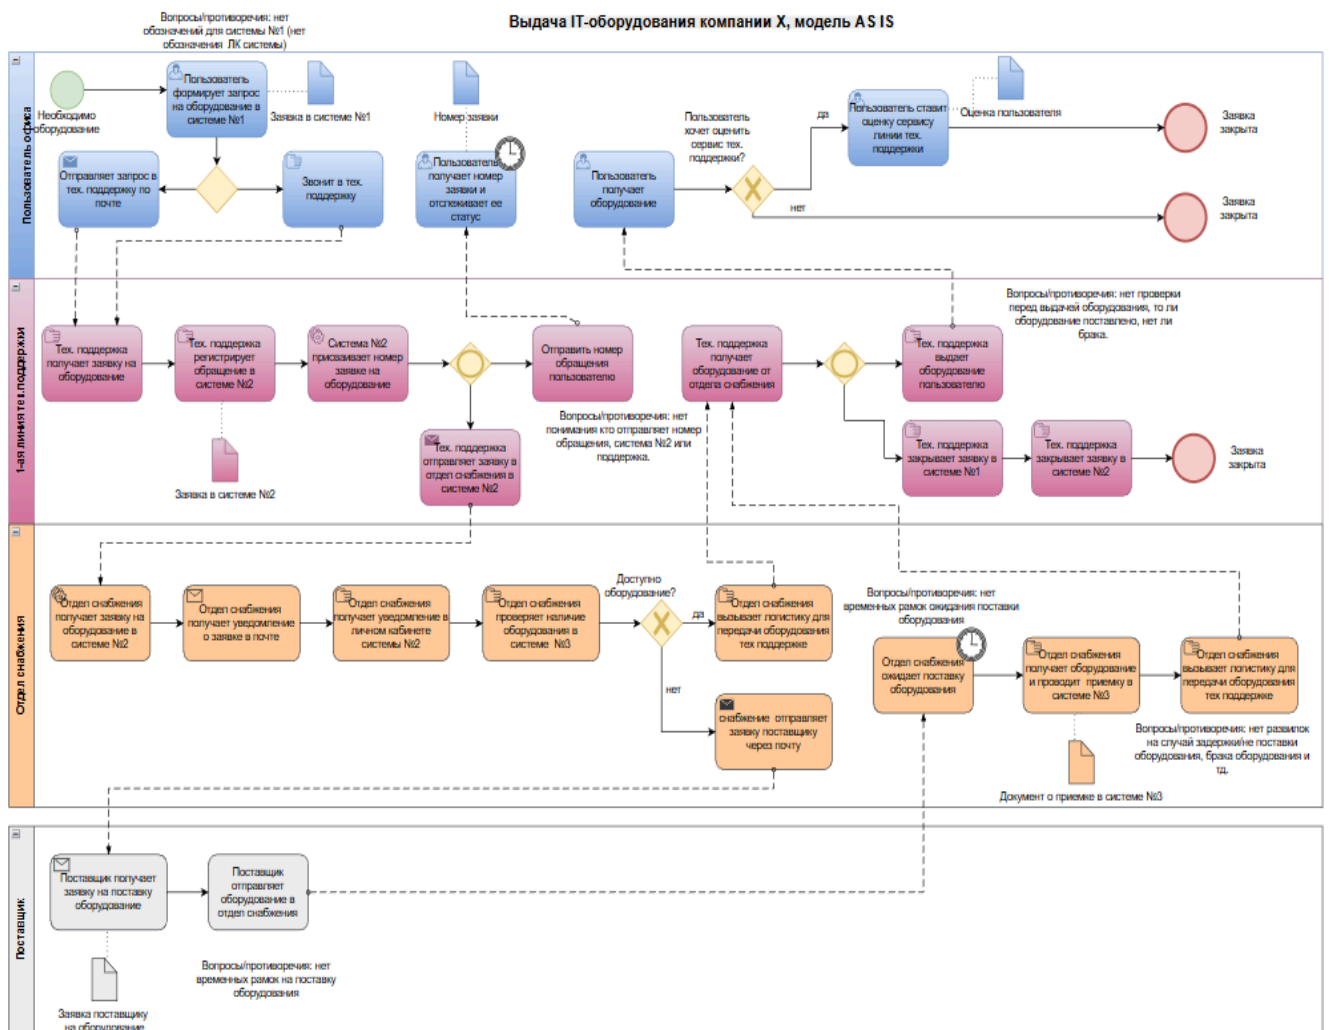 Выдача IT-оборудования компании X, модель AS IS
Вопросы/противоречия: нет
обозначений для системы №1 (нет
обозначения ЛК системы)
Пользователь офиса
Необходимо
оборудование
Пользователь
формирует запрос
на оборудование в
системе №1
Заявка в системе №1
Отправляет запрос в
тех. поддержку по
почте
Звонит в тех.
поддержку
Номер заявки
Пользователь
получает номер
заявки и
отслеживает ее
статус
Пользователь
получает
оборудование
Пользователь
хочет оценить
сервис тех.
поддержки?
да
нет
Пользователь ставит
оценку сервису
линии тех.
поддержки
Оценка пользователя
Заявка
закрыта
Заявка
закрыта
1-ая линия тех.поддержки
Тех. поддержка
получает заявку на
оборудование
Тех. поддержка
регистрирует
обращение в
системе №2
Заявка в системе №2
Система №2
присваивает номер
заявке на
оборудование
Отправить номер
обращения
пользователю
Вопросы/противоречия: нет
понимания кто отправляет номер
обращения, система №2 или
поддержка.
Тех. поддержка
отправляет заявку в
отдел снабжения в
системе №2
Тех. поддержка
получает
оборудование от
отдела снабжения
Тех. поддержка
выдает
оборудование
пользователю
Вопросы/противоречия: нет проверки
перед выдачей оборудования, то ли
оборудование поставлено, нет ли
брака.
Тех. поддержка
закрывает заявку в
системе №1
Тех. поддержка
закрывает заявку в
системе №2
Заявка
закрыта
Отдел снабжения
Отдел снабжения
получает заявку на
оборудование в
системе №2
Отдел снабжения
получает уведомление
о заявке в почте
Отдел снабжения
получает уведомление в
личном кабинете
системы №2
Отдел снабжения
проверяет наличие
оборудования в
системе №3
Доступно
оборудование?
да
нет
Отдел снабжения
вызывает логистику для
передачи оборудования
тех поддержке
снабжение отправляет
заявку поставщику
через почту
Вопросы/противоречия: нет
временных рамок ожидания поставки
оборудования
Отдел снабжения
ожидает поставку
оборудования
Отдел снабжения
получает оборудование
и проводит приемку в
системе №3
Документ о приемке в системе №3
Отдел снабжения
вызывает логистику для
передачи оборудования
тех поддержке
Вопросы/противоречия: нет развилок
на случай задержки/не поставки
оборудования, брака оборудования и
тд.
Поставщик
Поставщик получает
заявку на поставку
оборудование
Поставщик
отправляет
оборудование в
отдел снабжения
Вопросы/противоречия: нет
временных рамок на поставку
оборудования
Заявка поставщику
на оборудование